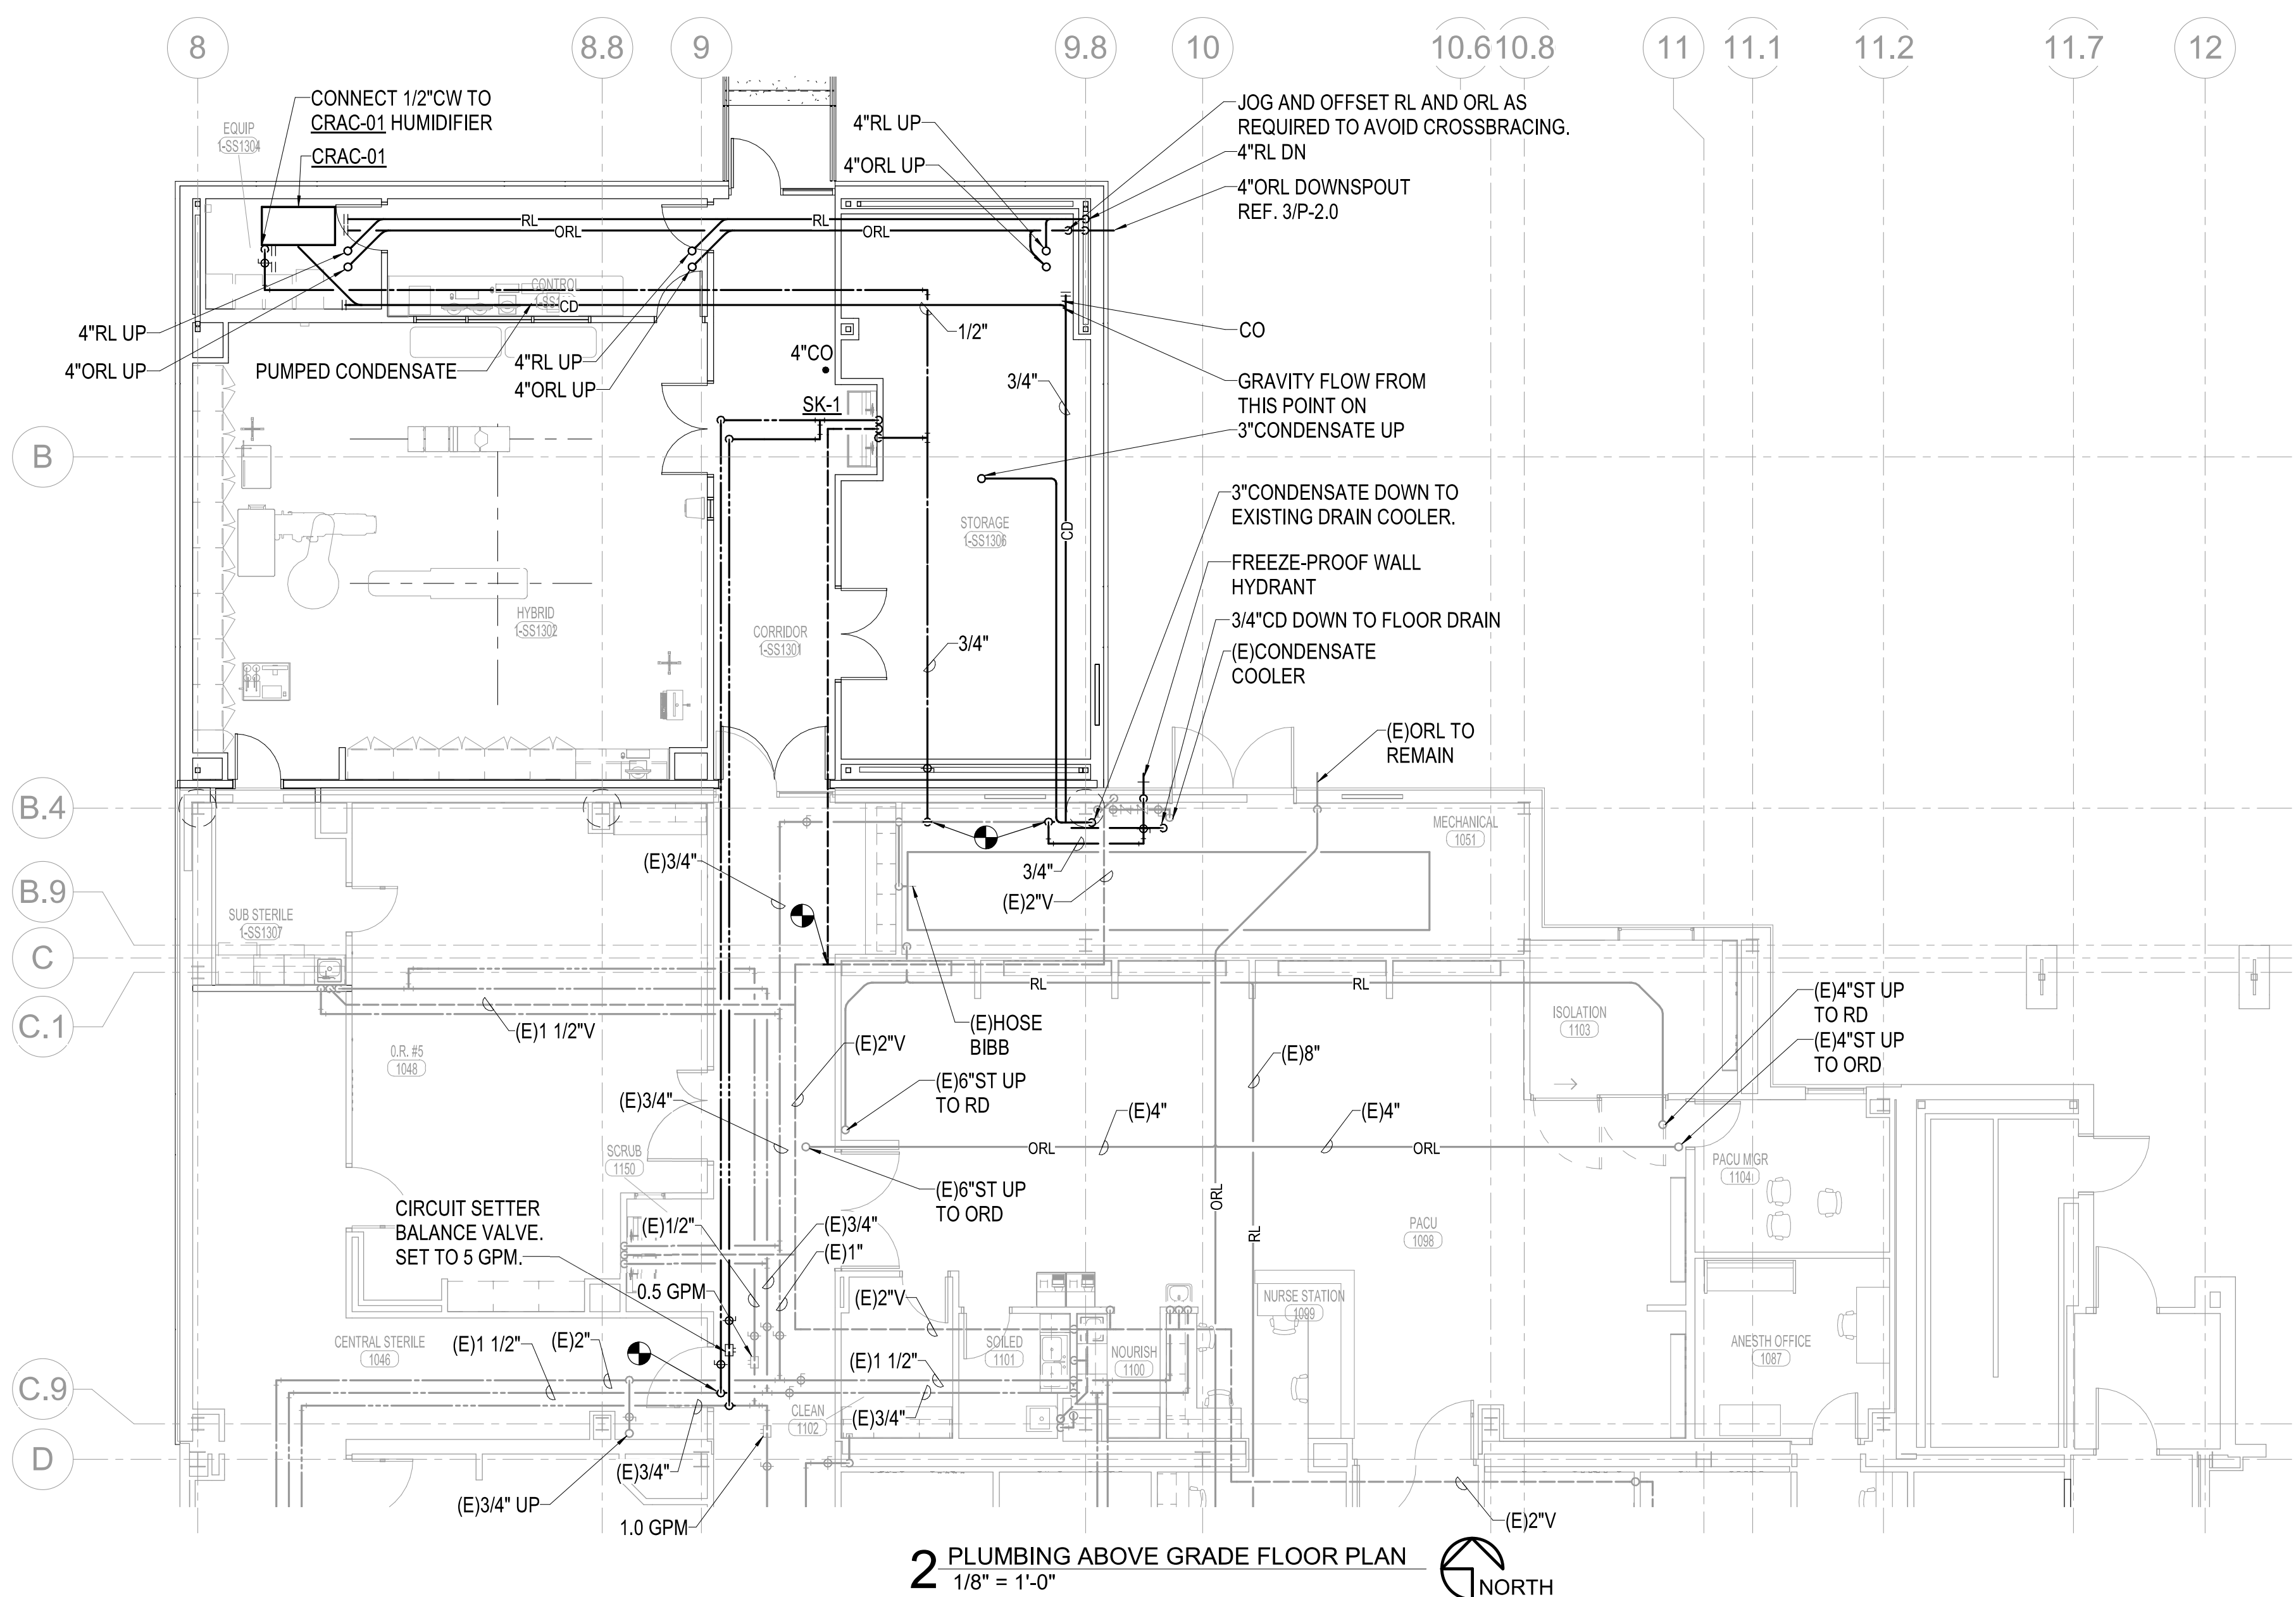 8
8.8
9
9.8
10
10.6
10.8
11
11.1
11.2
11.7
12
CONNECT 1/2"CW TO
CRAC-01 HUMIDIFIER
CRAC-01
EQUIP
1-SS1304
4"RL UP
4"ORL UP
JOG AND OFFSET RL AND ORL AS
REQUIRED TO AVOID CROSSBRACING.
4"RL DN
4"ORL DOWNSPOUT
REF. 3/P-2.0
RL
RL
ORL
ORL
CONTROL
CD
4"RL UP
4"ORL UP
PUMPED CONDENSATE
4"RL UP
4"ORL UP
1/2"
4"CO
SK-1
3/4"
CO
GRAVITY FLOW FROM
THIS POINT ON
3"CONDENSATE UP
B
3"CONDENSATE DOWN TO
EXISTING DRAIN COOLER.
STORAGE
1-SS1306
CD
FREEZE-PROOF WALL
HYDRANT
HYBRID
1-SS1302
CORRIDOR
1-SS1301
3/4"CD DOWN TO FLOOR DRAIN
3/4"
(E)CONDENSATE
COOLER
(E)ORL TO
REMAIN
B.4
MECHANICAL
1051
(E)3/4"
3/4"
(E)2"V
B.9
SUB STERILE
1-SS1307
C
RL
RL
C.1
(E)1 1/2"V
(E)HOSE
BIBB
ISOLATION
1103
(E)4"ST UP
TO RD
(E)4"ST UP
TO ORD
O.R. #5
1048
(E)2"V
(E)8"
(E)6"ST UP
TO RD
(E)3/4"
(E)4"
(E)4"
ORL
ORL
SCRUB
1150
PACU MGR
1104
(E)6"ST UP
TO ORD
ORL
RL
CIRCUIT SETTER
BALANCE VALVE.
SET TO 5 GPM.
(E)1/2"
(E)3/4"
(E)1"
PACU
1098
0.5 GPM
(E)2"V
NURSE STATION
1099
CENTRAL STERILE
1046
(E)1 1/2"
(E)2"
SOILED
1101
NOURISH
1100
ANESTH OFFICE
1087
(E)1 1/2"
C.9
CLEAN
1102
(E)3/4"
D
(E)3/4"
(E)3/4" UP
1.0 GPM
(E)2"V
2
PLUMBING ABOVE GRADE FLOOR PLAN
1/8" = 1'-0"
NORTH